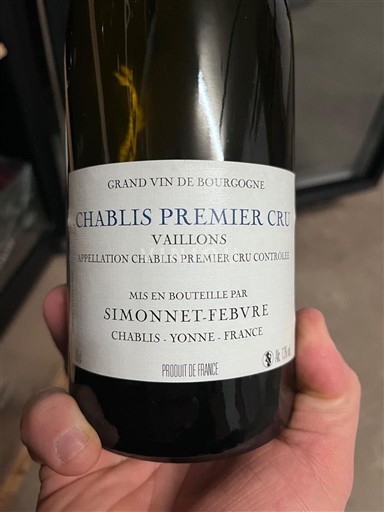 GRAND VIN DE BOURGOGNE
CHABLIS PREMIER CRU
VAILLONS
APPELLATION CHABLIS PREMIER CRU CONTRÔLÉE
MIS EN BOUTEILLE PAR
SIMONNET-FEBVRE
CHABLIS - YONNE - FRANCE
PRODUIT DE FRANCE